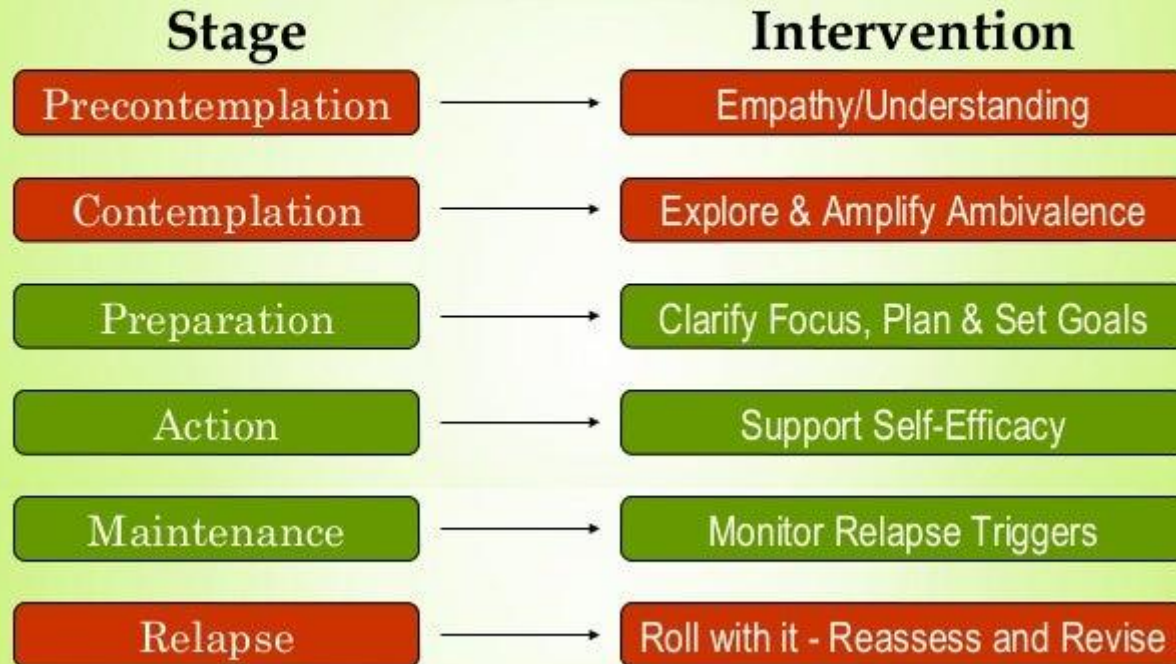 Stage Intervention
Precontemplation Empathy/Understanding
Contemplation Explore & Amplify Ambivalence
Preparation Clarify Focus, Plan & Set Goals
Action Support Self-Efficacy
Maintenance Monitor Relapse Triggers
Relapse Roll with it - Reassess and Revise